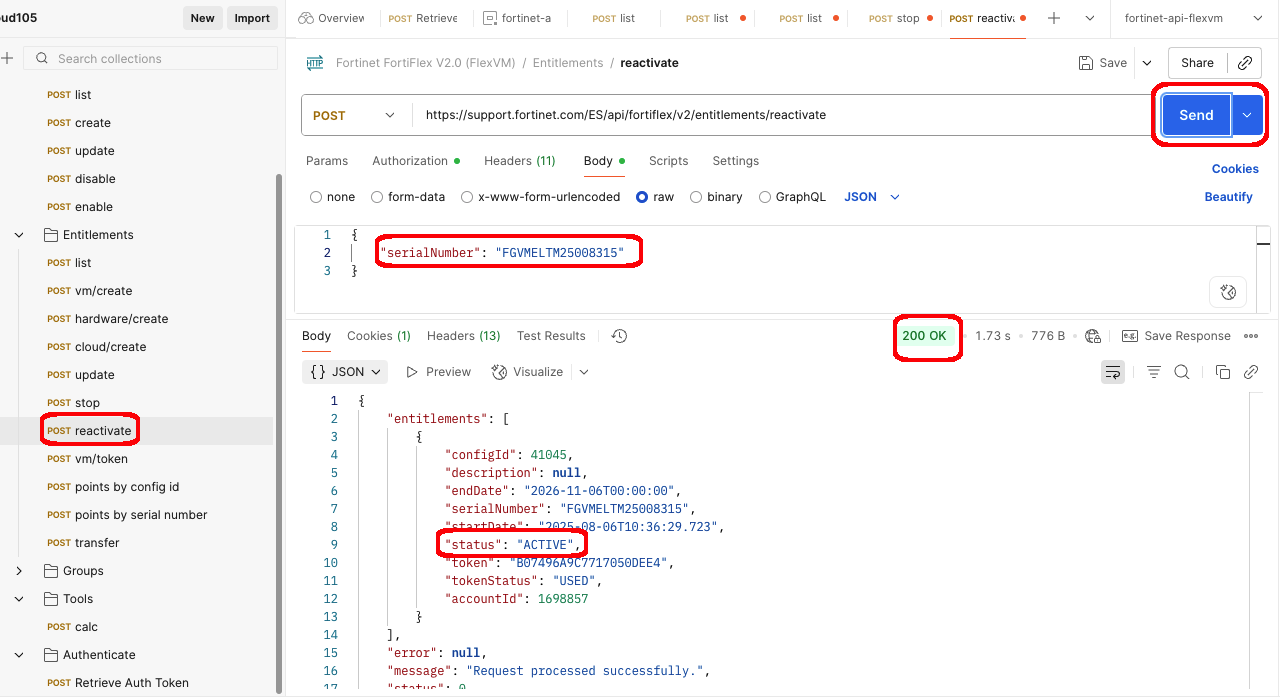 oud105
New
Import
Search collections
POST list
POST create
POST update
POST disable
POST enable
Entitlements
POST list
POST vm/create
POST hardware/create
POST cloud/create
POST update
POST stop
POST reactivate
POST vm/token
POST points by config id
POST points by serial number
POST transfer
Groups
Tools
POST calc
Authenticate
POST Retrieve Auth Token
Overview
POST Retrieve
fortinet-a
POST list
POST list
POST list
POST stop
POST reactiva
fortinet-api-flexvm
HTTP Fortinet FortiFlex V2.0 (FlexVM) / Entitlements / reactivate
Save
Share
POST https://support.fortinet.com/ES/api/fortiflex/v2/entitlements/reactivate
Send
Params Authorization Headers (11) Body Scripts Settings
Cookies
none form-data x-www-form-urlencoded raw binary GraphQL JSON
Beautify
1 {
2 "serialNumber": "FGVMELTM25008315"
3 }
Body Cookies (1) Headers (13) Test Results
200 OK • 1.73 s • 776 B
e.g. Save Response
{} JSON Preview Visualize
1 {
2 "entitlements": [
3 {
4 "configId": 41045,
5 "description": null,
6 "endDate": "2026-11-06T00:00:00",
7 "serialNumber": "FGVMELTM25008315",
8 "startDate": "2025-08-06T10:36:29.723",
9 "status": "ACTIVE",
10 "token": "B07496A9C7717050DEE4",
11 "tokenStatus": "USED",
12 "accountId": 1698857
13 }
14 ],
15 "error": null,
16 "message": "Request processed successfully.",
17 "status": 0